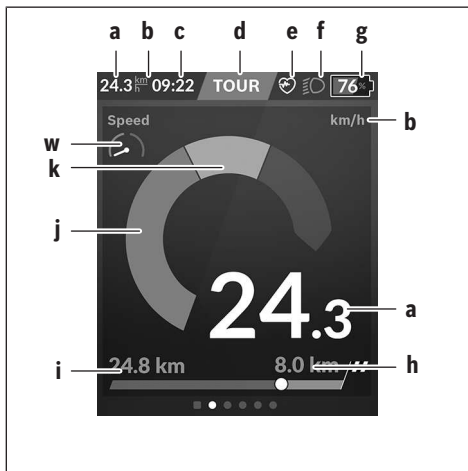 a b c d e f g
24.3 km/h 09:22 TOUR 76%
Speed km/h b
w
k
j
24.3 a
i 24.8 km 8.0 km h